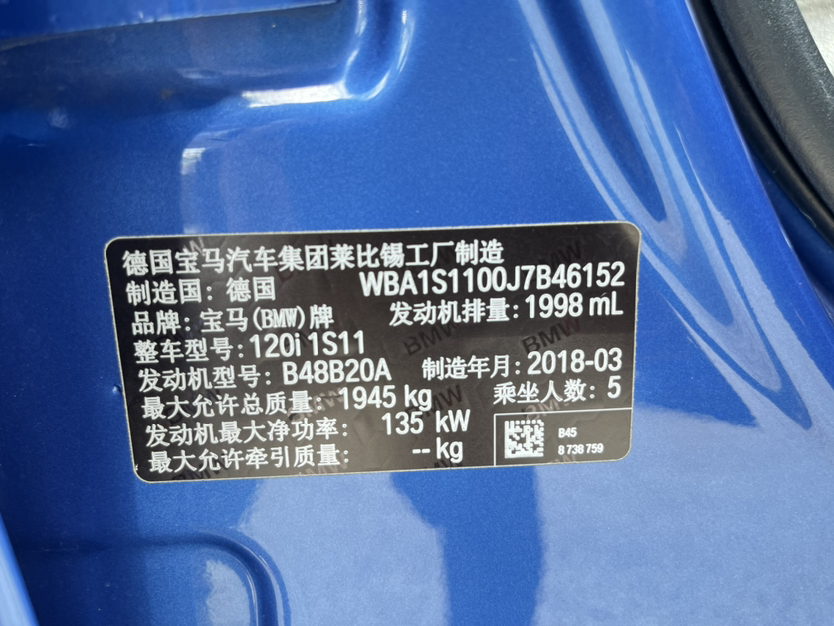 德国宝马汽车集团莱比锡工厂制造
制造国: 德国 WBA1S1100J7B46152
品牌: 宝马(BMW)牌 发动机排量: 1998 mL
整车型号: 120i 1S11
发动机型号: B48B20A 制造年月: 2018-03
最大允许总质量: 1945 kg 乘坐人数: 5
发动机最大净功率: 135 kW
最大允许牵引质量: -- kg
B45
8 738 759
BMW
BMW
BMW
BMW